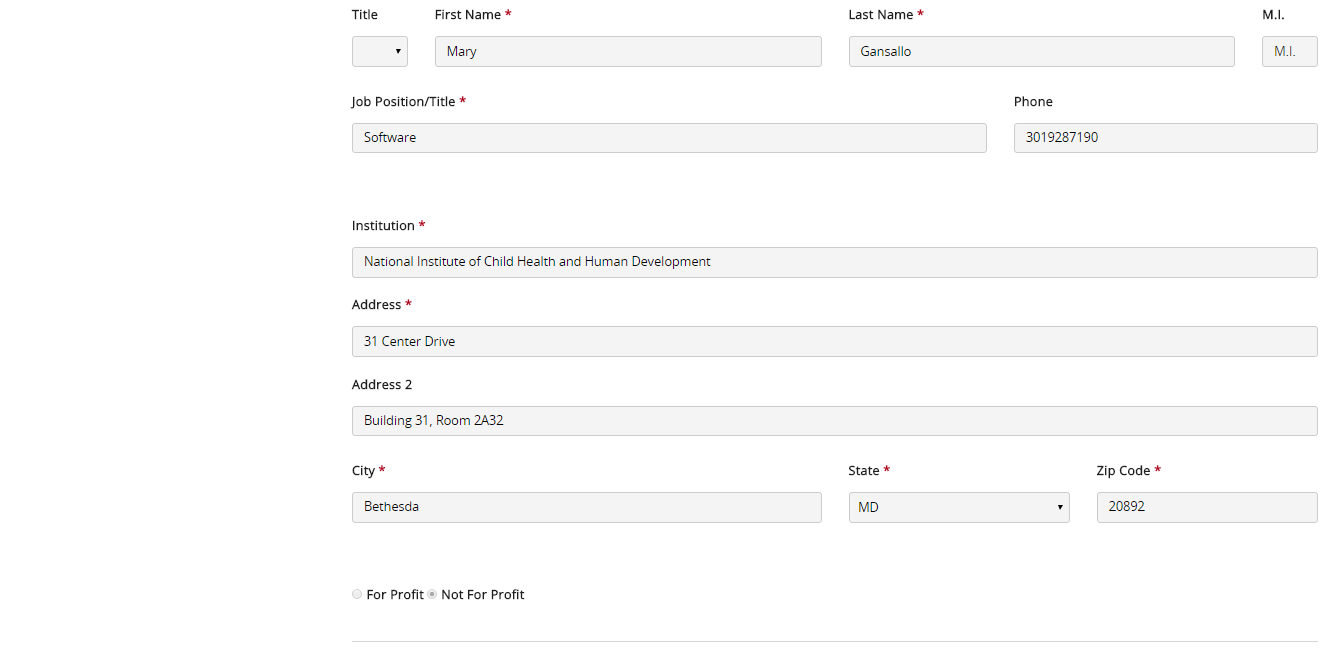 Title First Name * Last Name * M.I.
Mary Gansallo M.I.
Job Position/Title * Phone
Software 3019287190
Institution *
National Institute of Child Health and Human Development
Address *
31 Center Drive
Address 2
Building 31, Room 2A32
City * State * Zip Code *
Bethesda MD 20892
For Profit Not For Profit